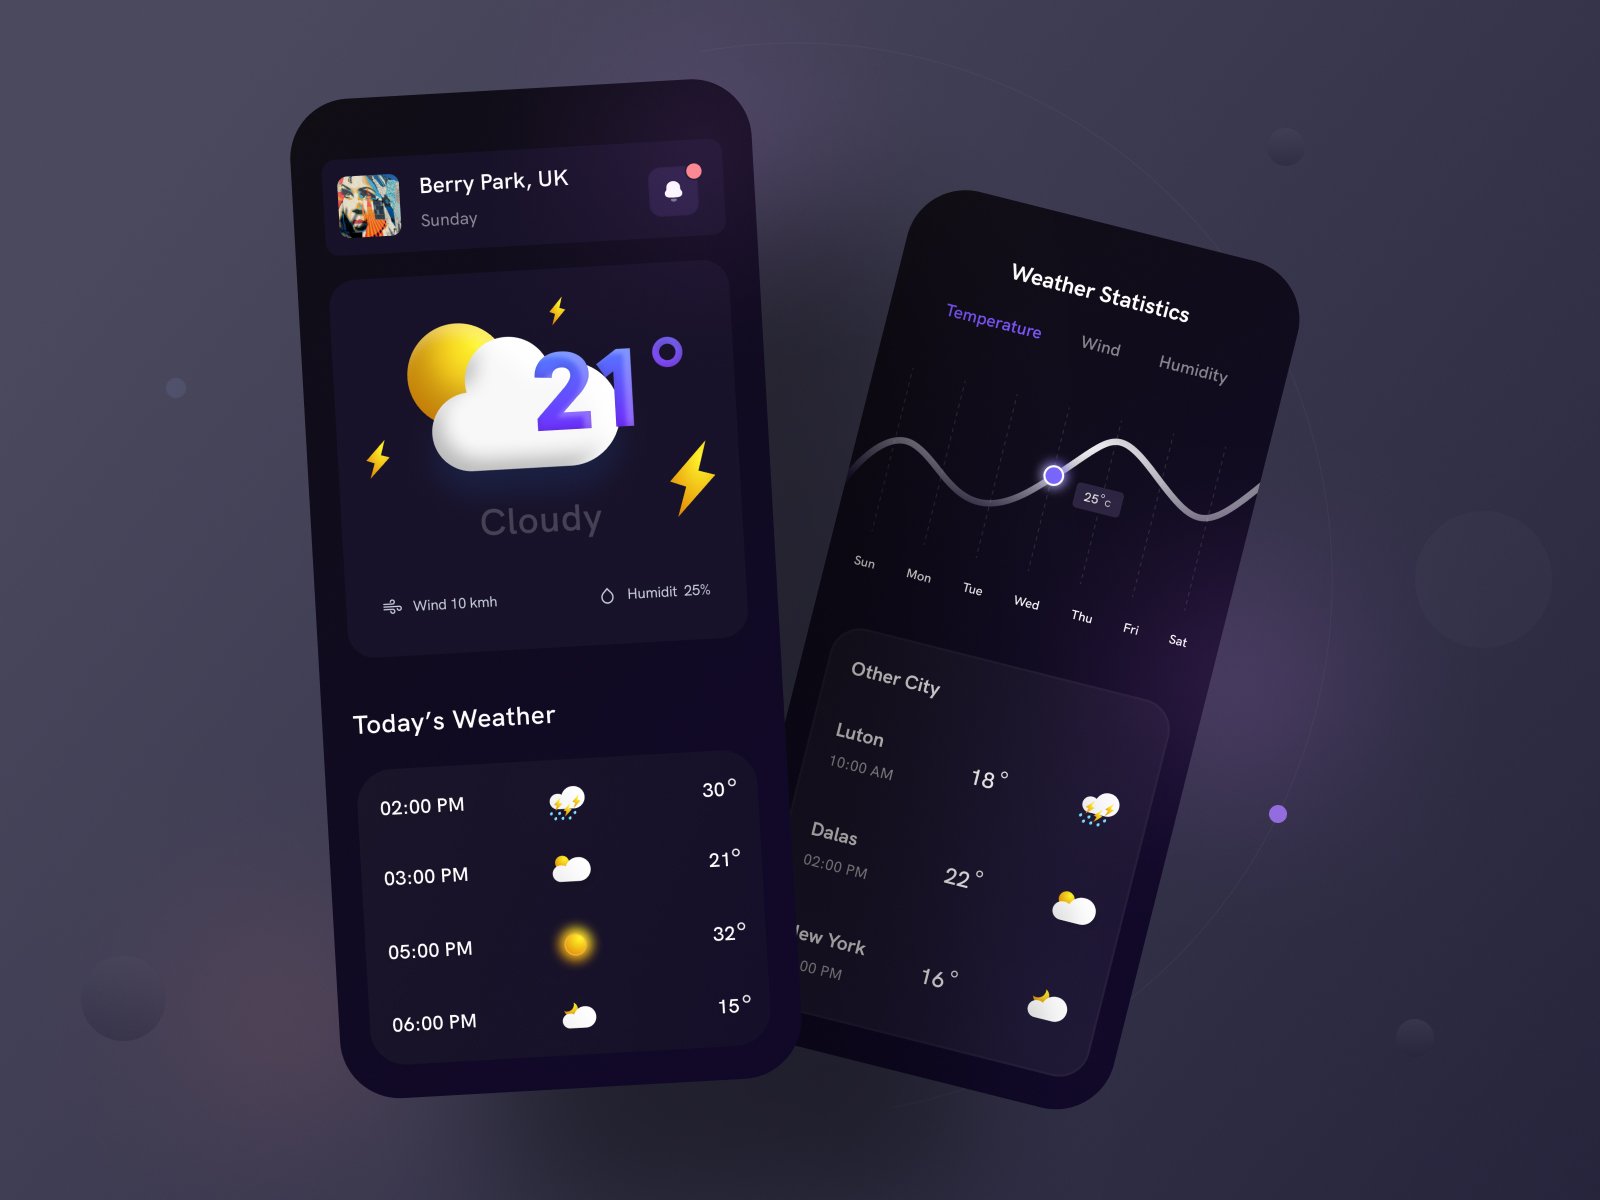 Berry Park, UK
Sunday
21°
Cloudy
Wind 10 kmh
Humidit 25%
Today’s Weather
02:00 PM 30°
03:00 PM 21°
05:00 PM 32°
06:00 PM 15°
Weather Statistics
Temperature Wind Humidity
25°C
Sun Mon Tue Wed Thu Fri Sat
Other City
Luton
10:00 AM
18°
Dalas
02:00 PM
22°
ew York
00 PM
16°